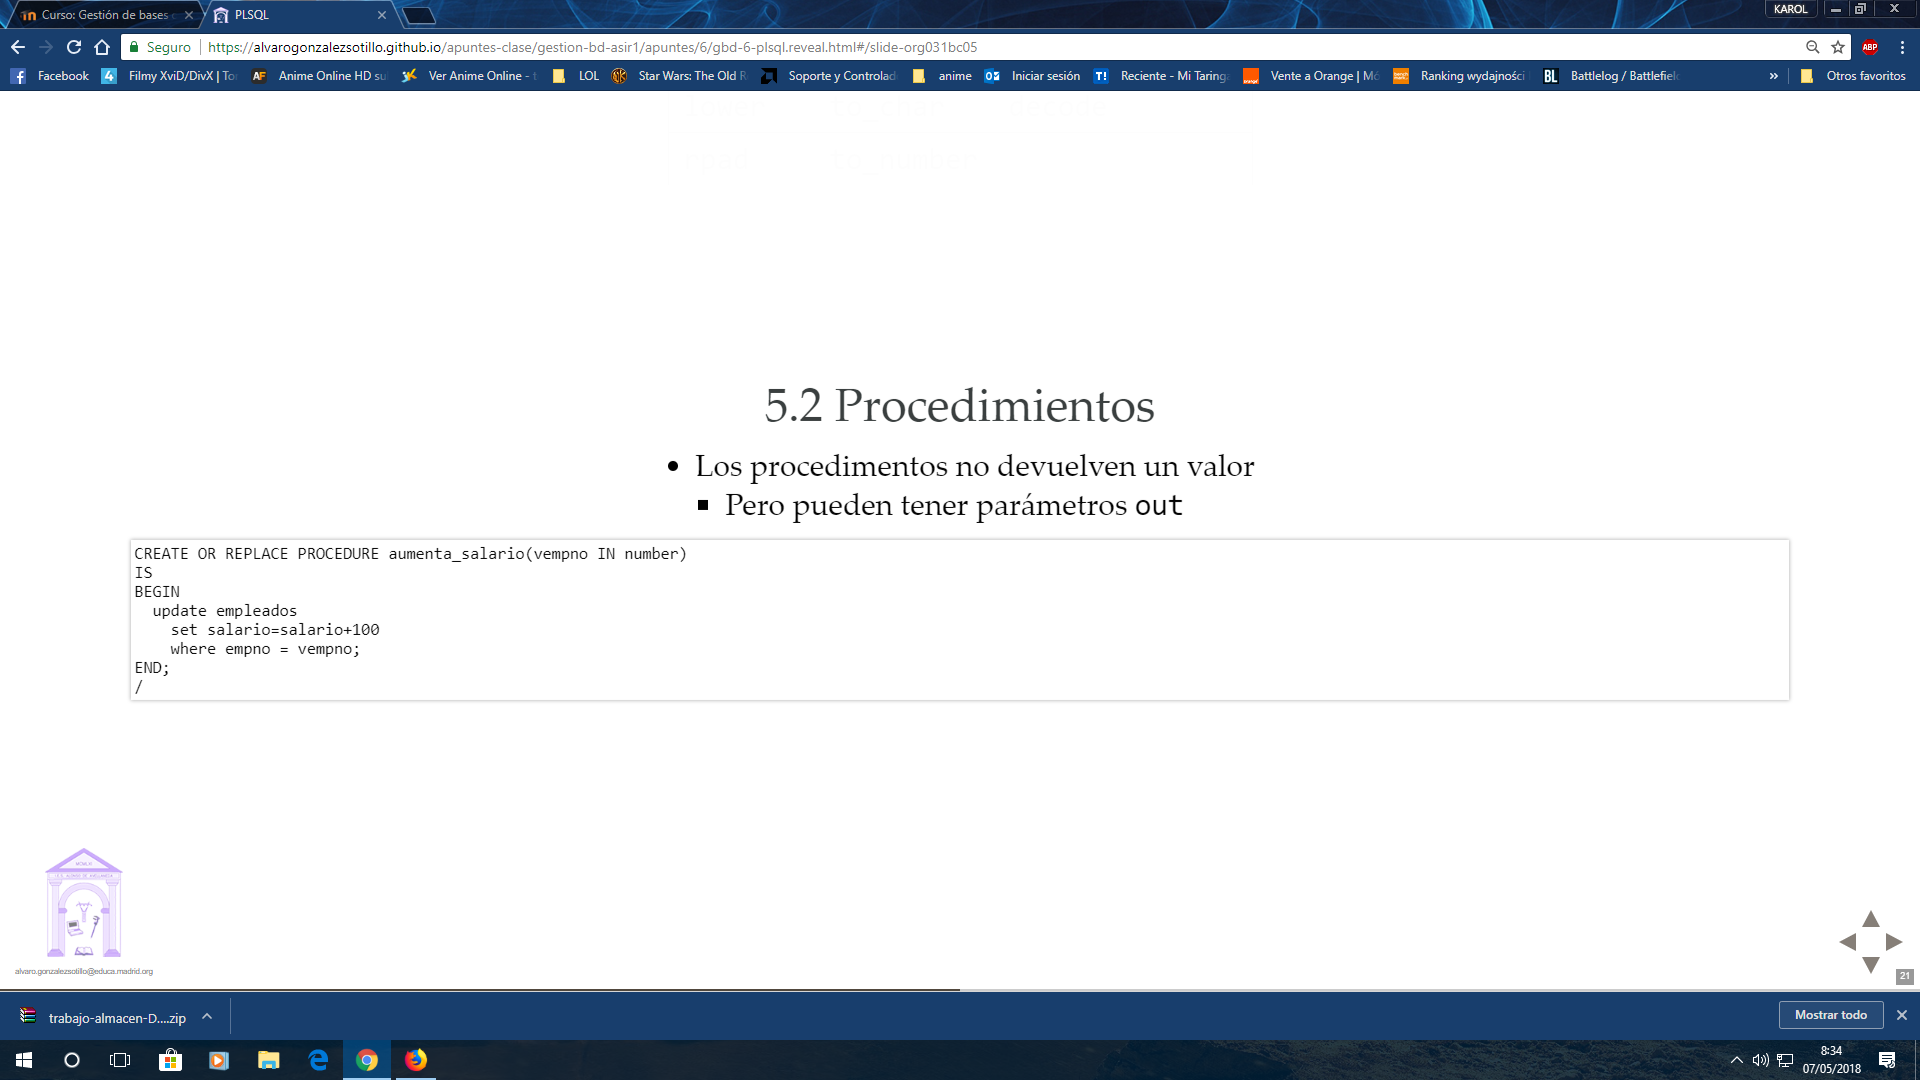 Curso: Gestión de bases
PLSQL
KAROL
Seguro
https://alvarogonzalezsotillo.github.io/apuntes-clase/gestion-bd-asir1/apuntes/6/gbd-6-plsql.reveal.html#/slide-org031bc05
ABP
Facebook
Filmy XviD/DivX | To
Anime Online HD su
Ver Anime Online -
LOL
Star Wars: The Old R
Soporte y Controlad
anime
Iniciar sesión
Reciente - Mi Taringa
Vente a Orange | Mó
Ranking wydajności
Battlelog / Battlefiel
»
Otros favoritos
5.2 Procedimientos
• Los procedimentos no devuelven un valor
▪ Pero pueden tener parámetros out
CREATE OR REPLACE PROCEDURE aumenta_salario(vempno IN number)
IS
BEGIN
update empleados
set salario=salario+100
where empno = vempno;
END;
/
alvaro.gonzalezsotillo@educa.madrid.org
21
trabajo-almacen-D....zip
Mostrar todo
8:34
07/05/2018